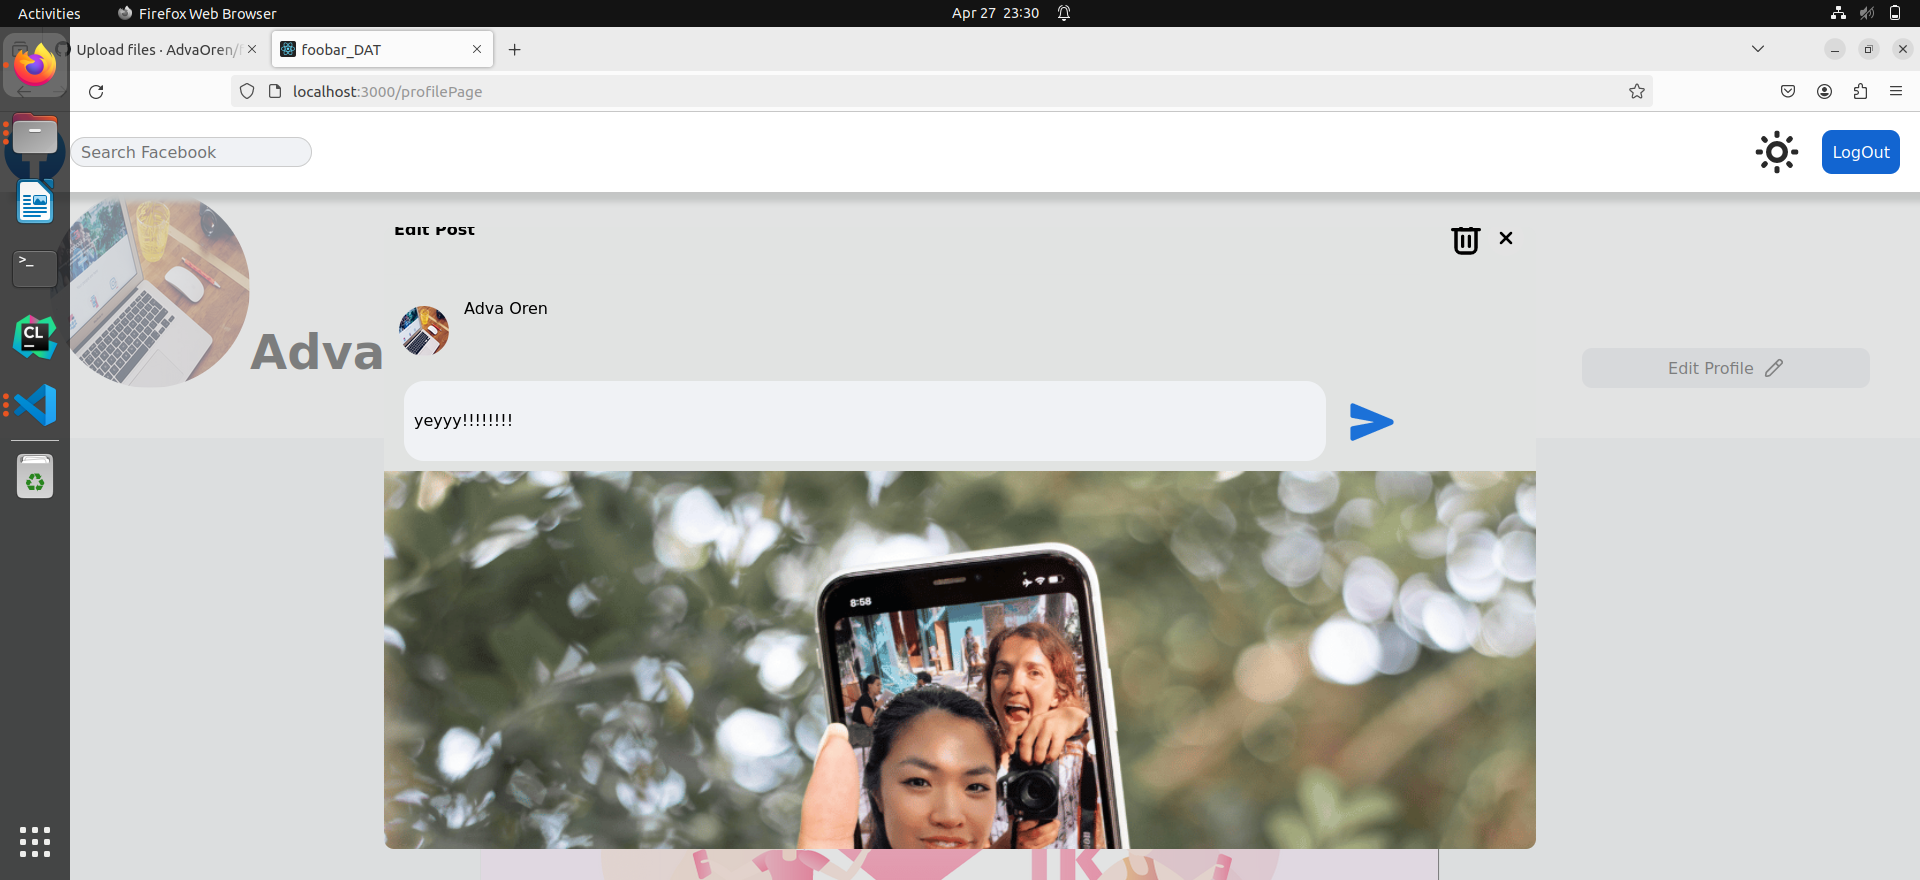 Activities
Firefox Web Browser
Apr 27 23:30
Upload files · AdvaOren/
foobar_DAT
localhost:3000/profilePage
Search Facebook
LogOut
Edit Post
Adva Oren
Adva
Edit Profile
yeyyy!!!!!!!!
8:58
>_
CL